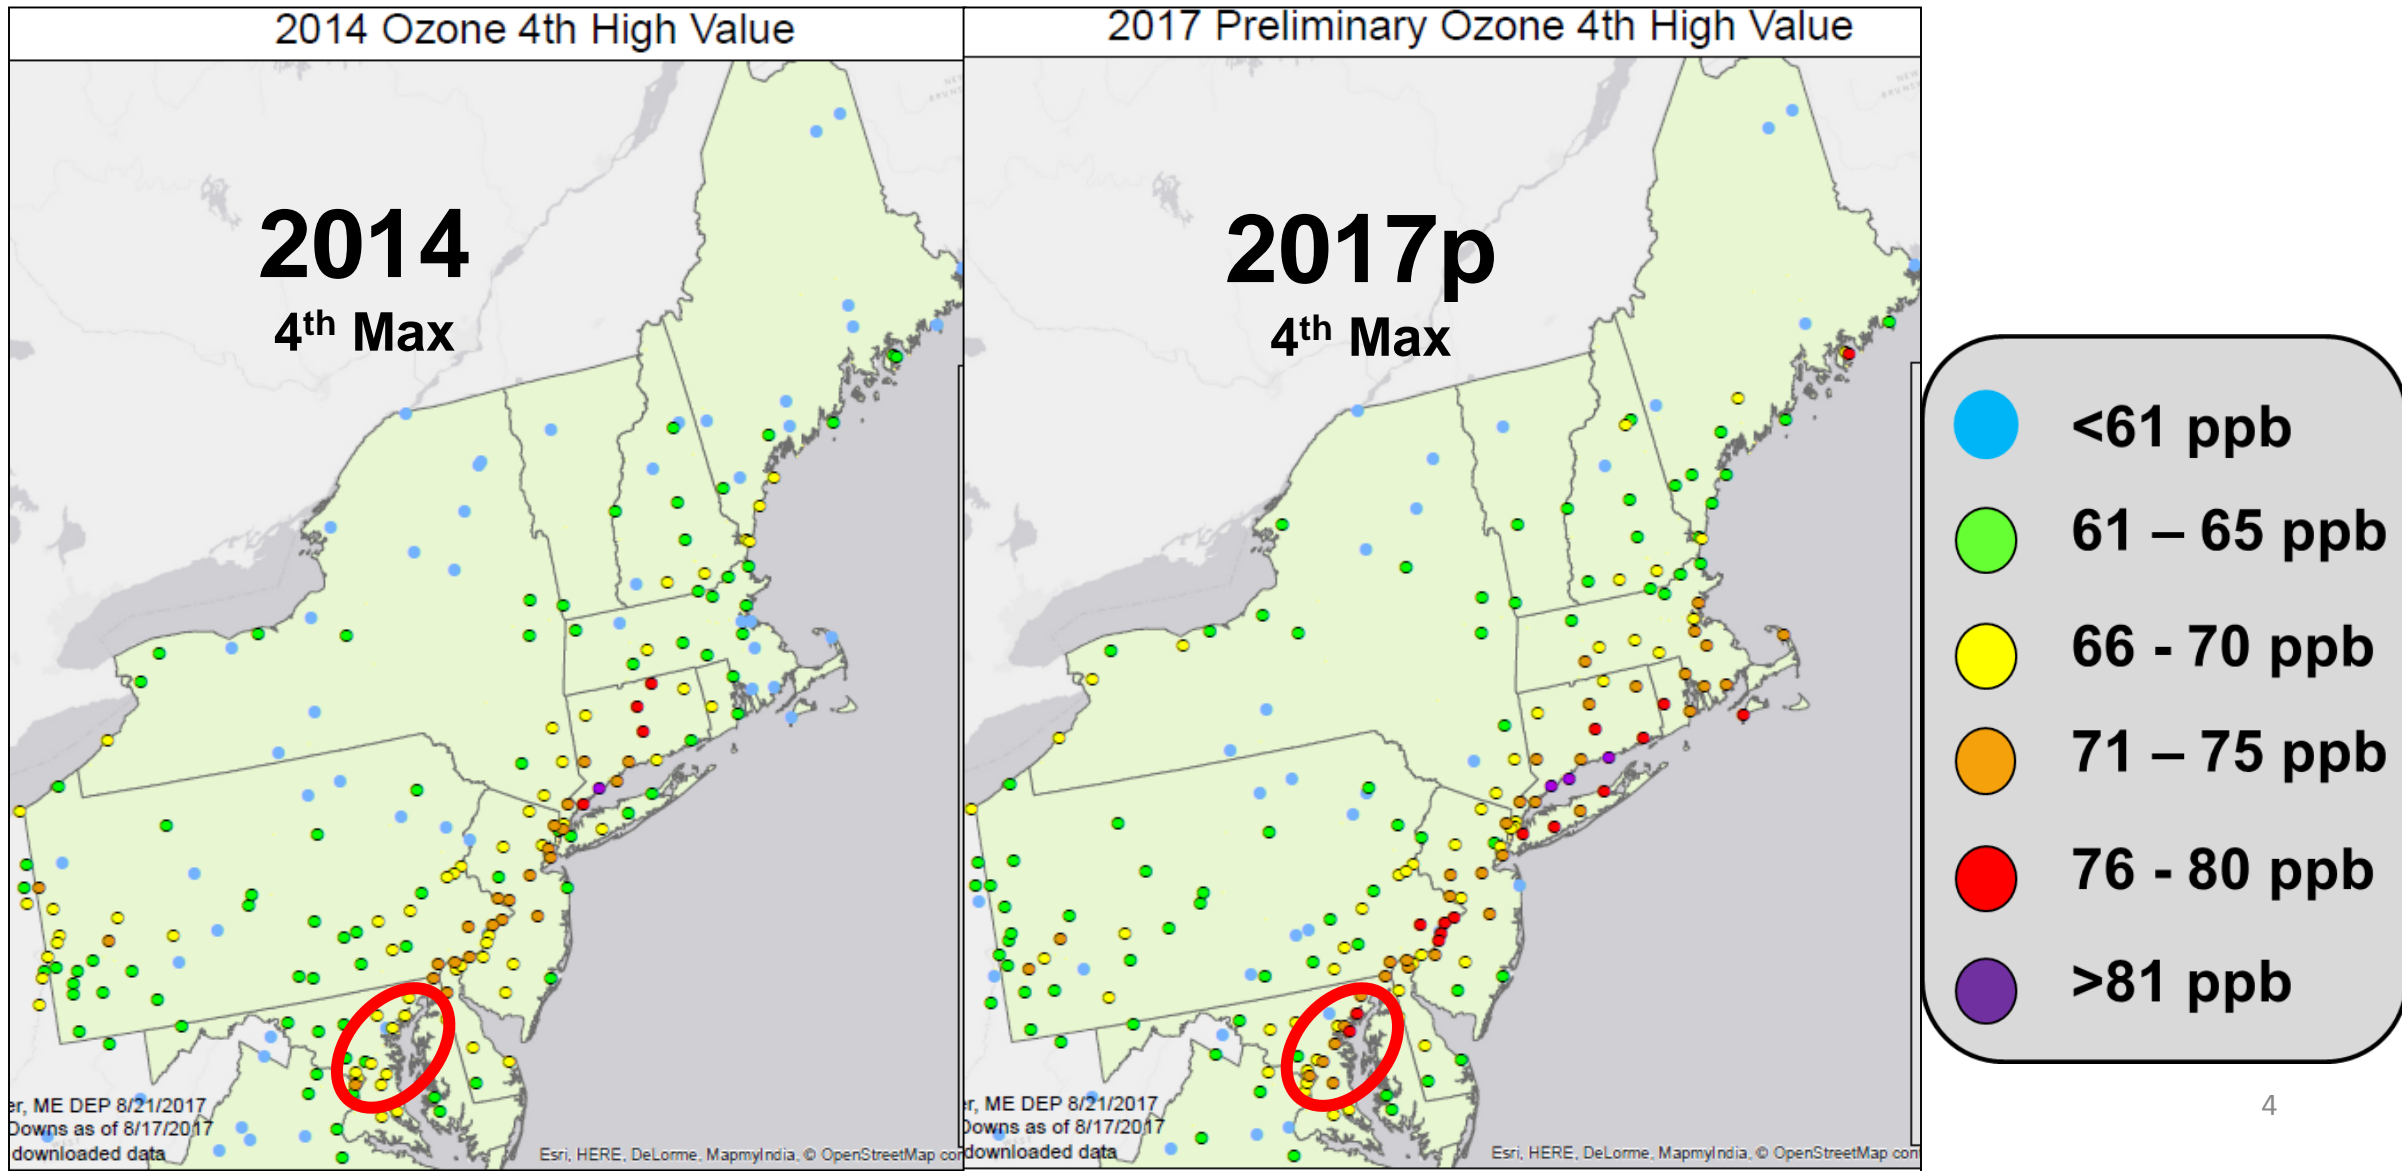 2014 Ozone 4th High Value
2017 Preliminary Ozone 4th High Value
2014
4th Max
2017p
4th Max
<61 ppb
61 – 65 ppb
66 - 70 ppb
71 – 75 ppb
76 - 80 ppb
>81 ppb
er, ME DEP 8/21/2017
Downs as of 8/17/2017
downloaded data
Esri, HERE, DeLorme, MapmyIndia, © OpenStreetMap con
r, ME DEP 8/21/2017
Downs as of 8/17/2017
downloaded data
Esri, HERE, DeLorme, MapmyIndia, © OpenStreetMap con
4